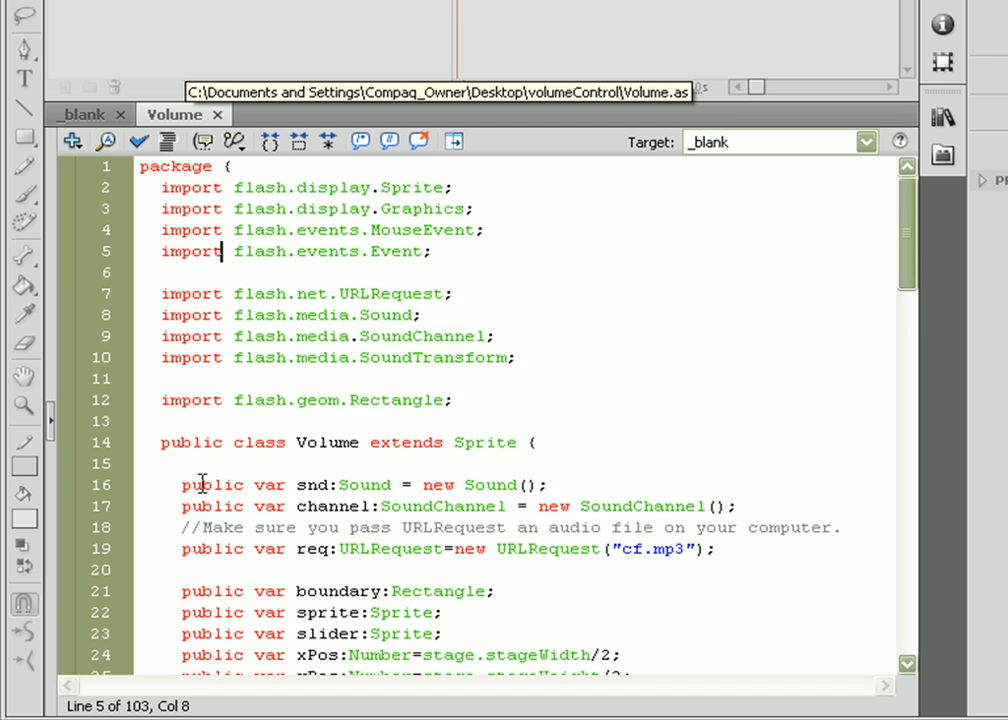 C:\Documents and Settings\Compaq_Owner\Desktop\volumeControl\Volume.as
_blank Volume
Target: _blank
1 package {
2 import flash.display.Sprite;
3 import flash.display.Graphics;
4 import flash.events.MouseEvent;
5 import flash.events.Event;
6
7 import flash.net.URLRequest;
8 import flash.media.Sound;
9 import flash.media.SoundChannel;
10 import flash.media.SoundTransform;
11
12 import flash.geom.Rectangle;
13
14 public class Volume extends Sprite {
15
16 public var snd:Sound = new Sound();
17 public var channel:SoundChannel = new SoundChannel();
18 //Make sure you pass URLRequest an audio file on your computer.
19 public var req:URLRequest=new URLRequest("cf.mp3");
20
21 public var boundary:Rectangle;
22 public var sprite:Sprite;
23 public var slider:Sprite;
24 public var xPos:Number=stage.stageWidth/2;
Line 5 of 103, Col 8